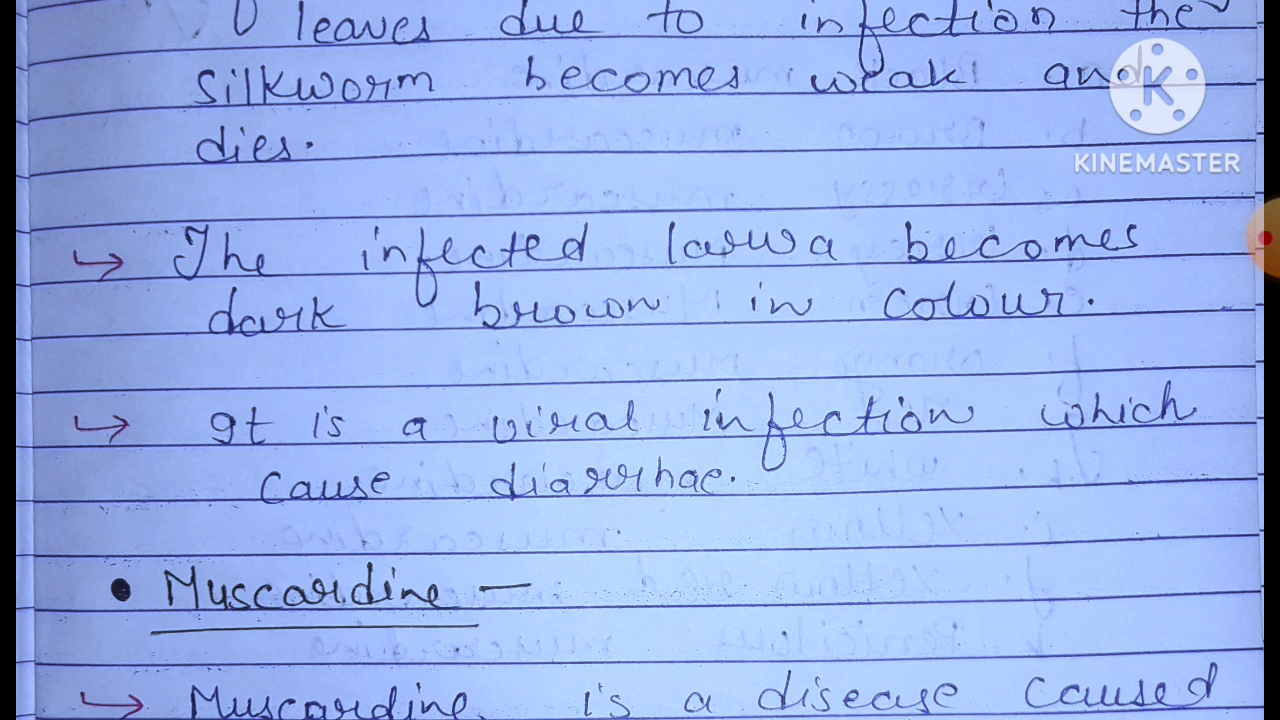 leaves due to infection the
silkworm becomes weak and
dies.
K
KINEMASTER
→ The infected larva becomes
dark brown in colour.
→ It is a viral infection which
cause diarrhae.
• Muscardine —
→ Muscardine is a disease caused